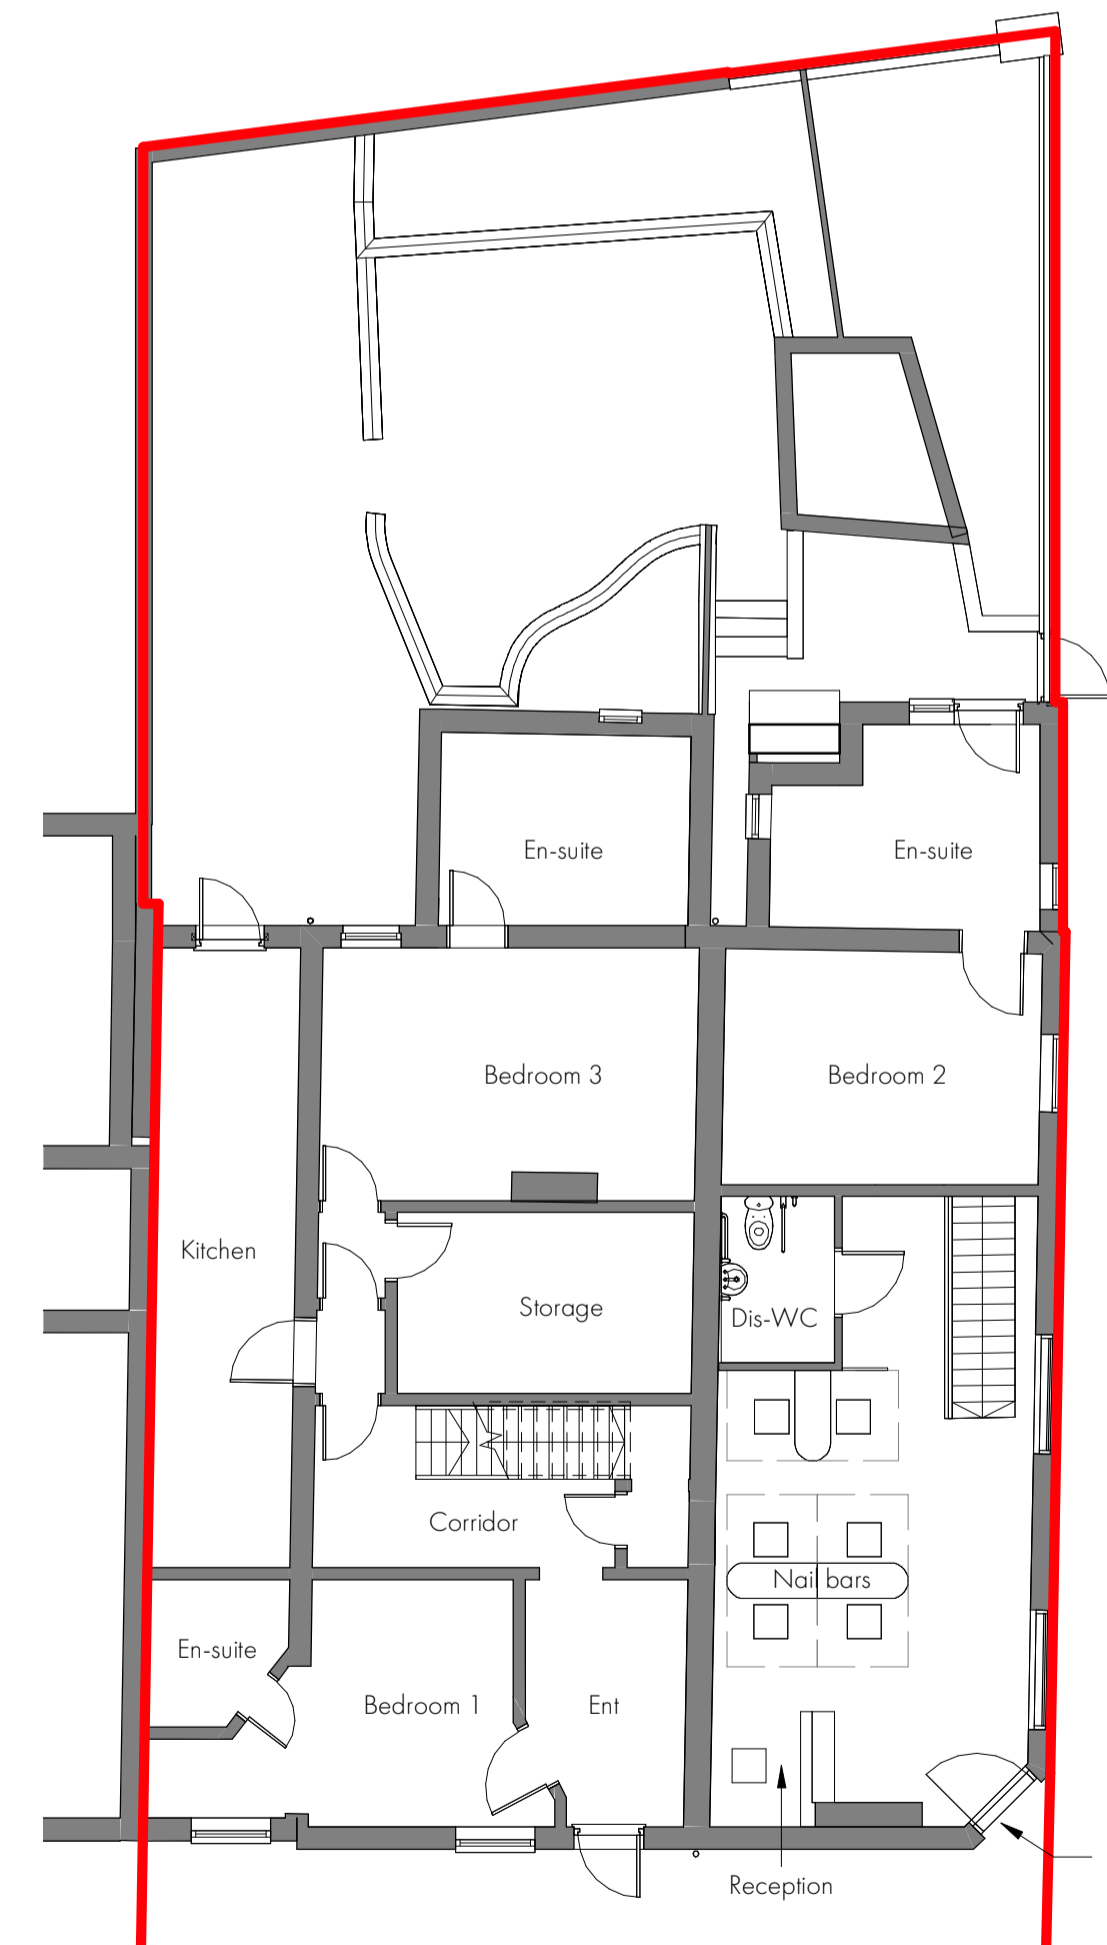 En-suite
En-suite
Bedroom 3
Bedroom 2
Kitchen
Storage
Dis-WC
Corridor
Nail bars
En-suite
Bedroom 1
Ent
Reception